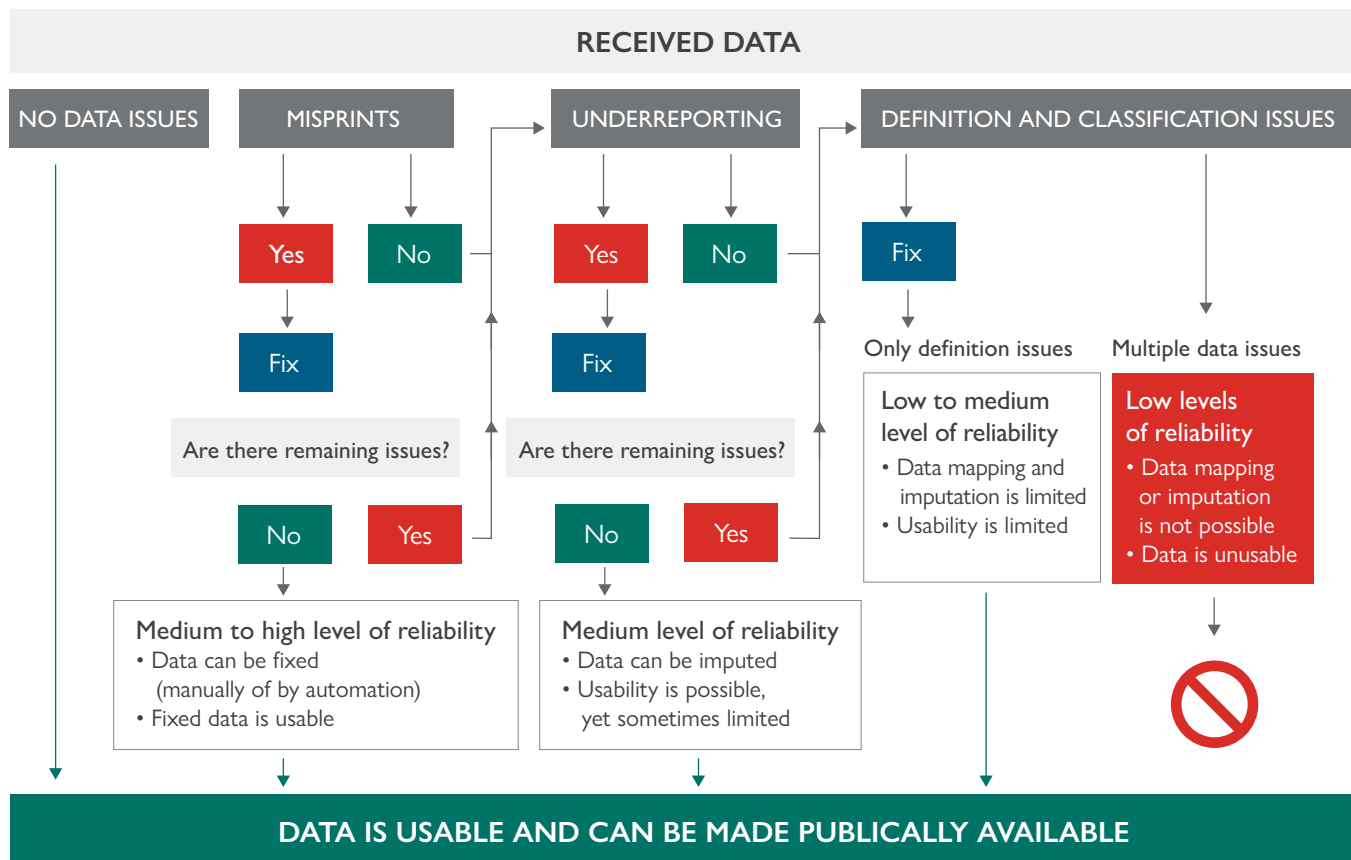 RECEIVED DATA
NO DATA ISSUES
MISPRINTS
UNDERREPORTING
DEFINITION AND CLASSIFICATION ISSUES
Yes
No
Yes
No
Fix
Fix
Fix
Only definition issues
Multiple data issues
Low to medium
level of reliability
• Data mapping and
imputation is limited
• Usability is limited
Low levels
of reliability
• Data mapping
or imputation
is not possible
• Data is unusable
Are there remaining issues?
Are there remaining issues?
No
Yes
No
Yes
Medium to high level of reliability
• Data can be fixed
(manually of by automation)
• Fixed data is usable
Medium level of reliability
• Data can be imputed
• Usability is possible,
yet sometimes limited
DATA IS USABLE AND CAN BE MADE PUBLICALLY AVAILABLE